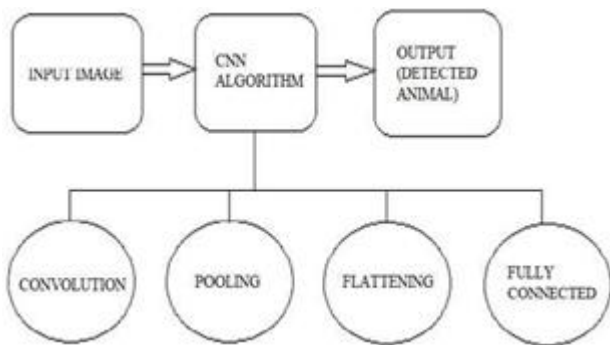 INPUT IMAGE
CNN
ALGORITHM
OUTPUT
(DETECTED
ANIMAL)
CONVOLUTION
POOLING
FLATTENING
FULLY
CONNECTED